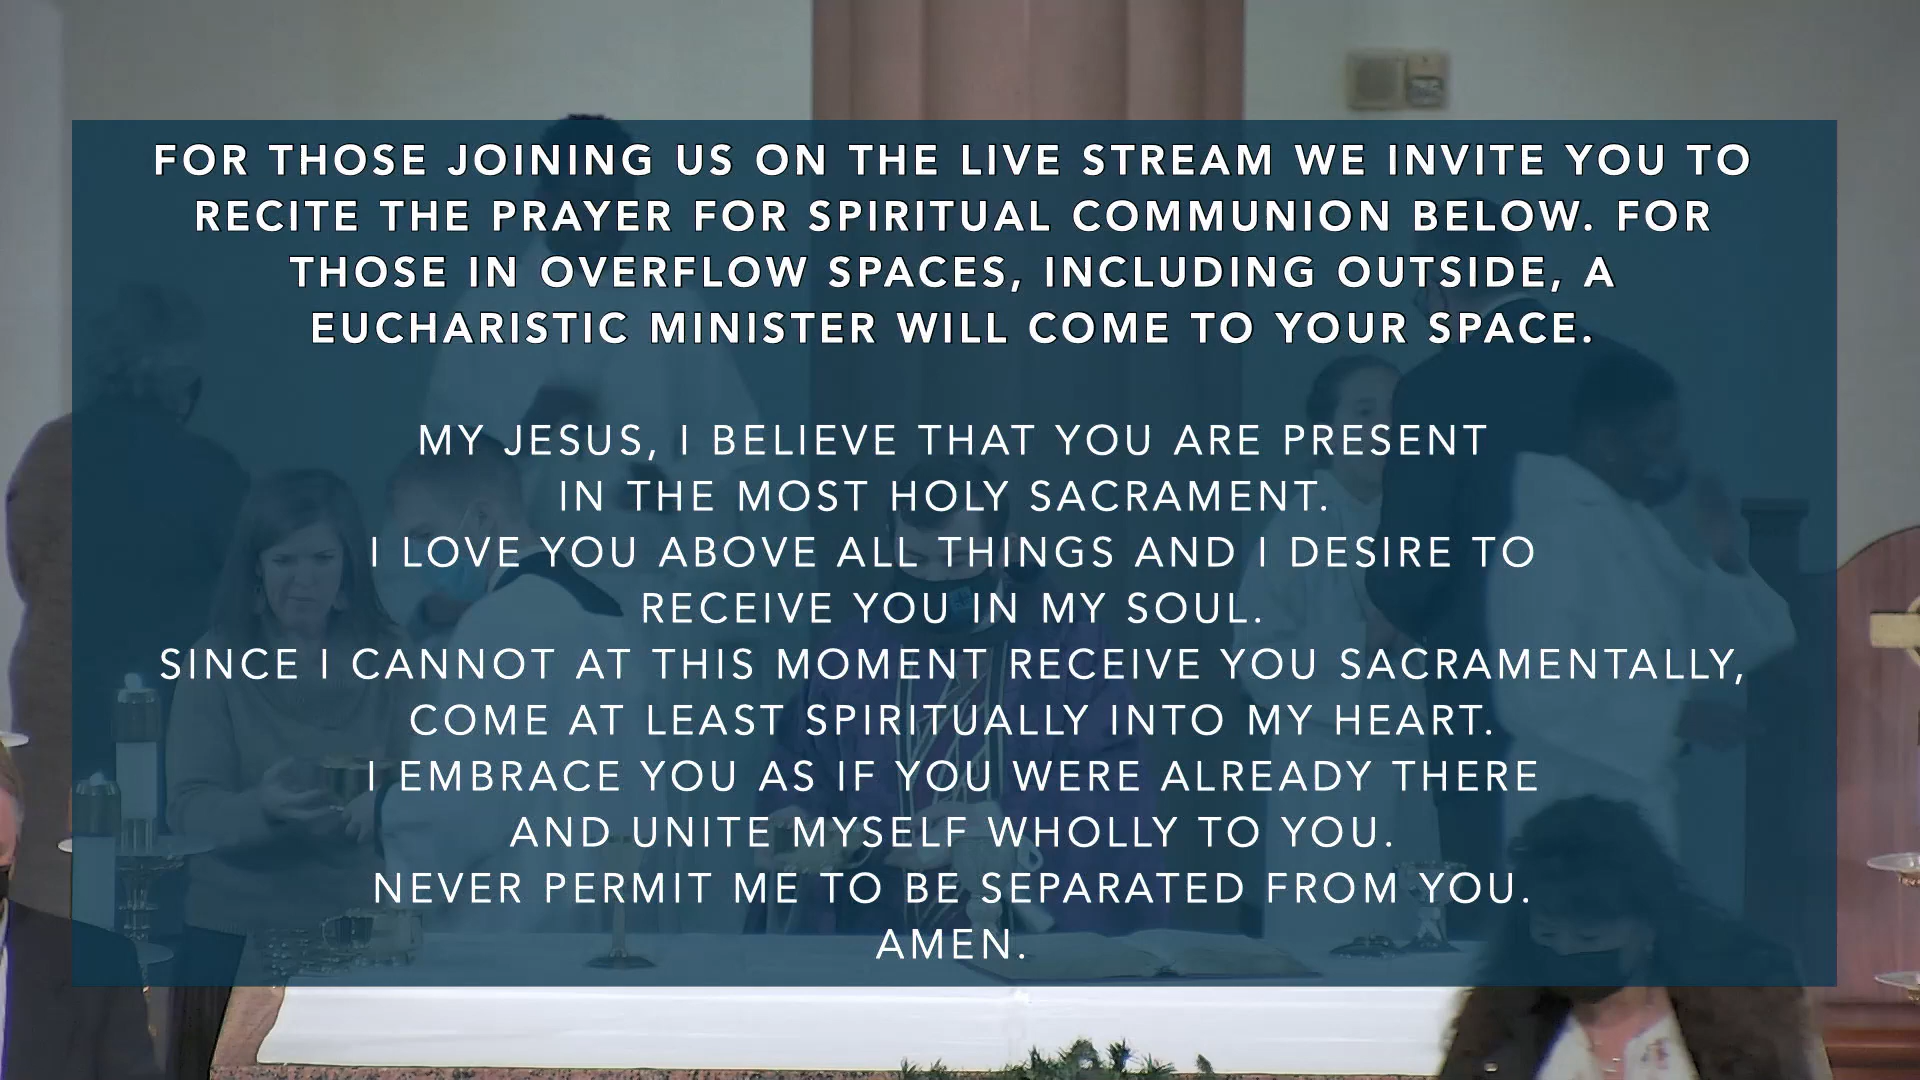 FOR THOSE JOINING US ON THE LIVE STREAM WE INVITE YOU TO
RECITE THE PRAYER FOR SPIRITUAL COMMUNION BELOW. FOR
THOSE IN OVERFLOW SPACES, INCLUDING OUTSIDE, A
EUCHARISTIC MINISTER WILL COME TO YOUR SPACE.
MY JESUS, I BELIEVE THAT YOU ARE PRESENT
IN THE MOST HOLY SACRAMENT.
I LOVE YOU ABOVE ALL THINGS AND I DESIRE TO
RECEIVE YOU IN MY SOUL.
SINCE I CANNOT AT THIS MOMENT RECEIVE YOU SACRAMENTALLY,
COME AT LEAST SPIRITUALLY INTO MY HEART.
I EMBRACE YOU AS IF YOU WERE ALREADY THERE
AND UNITE MYSELF WHOLLY TO YOU.
NEVER PERMIT ME TO BE SEPARATED FROM YOU.
AMEN.